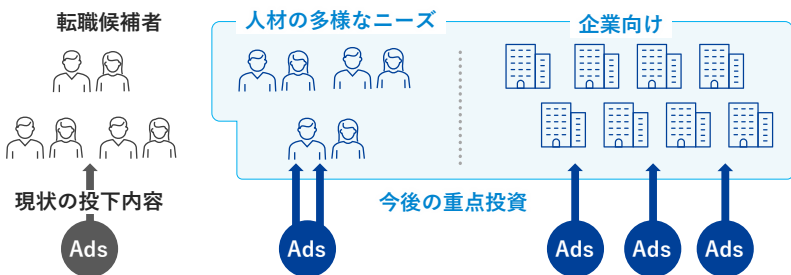 転職候補者
人材の多様なニーズ
企業向け
現状の投下内容
今後の重点投資
Ads
Ads
Ads
Ads
Ads